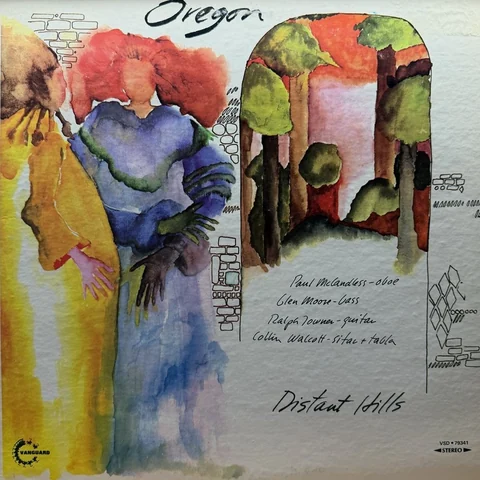 Oregon
Paul McCandless - oboe
Glen Moore - bass
Ralph Towner - guitar
Collin Walcott - sitar + tabla
Distant Hills
VANGUARD
VSD • 79341
STEREO